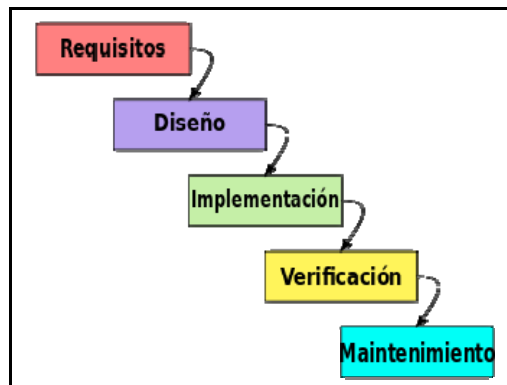 Requisitos
Diseño
Implementación
Verificación
Maintenimiento